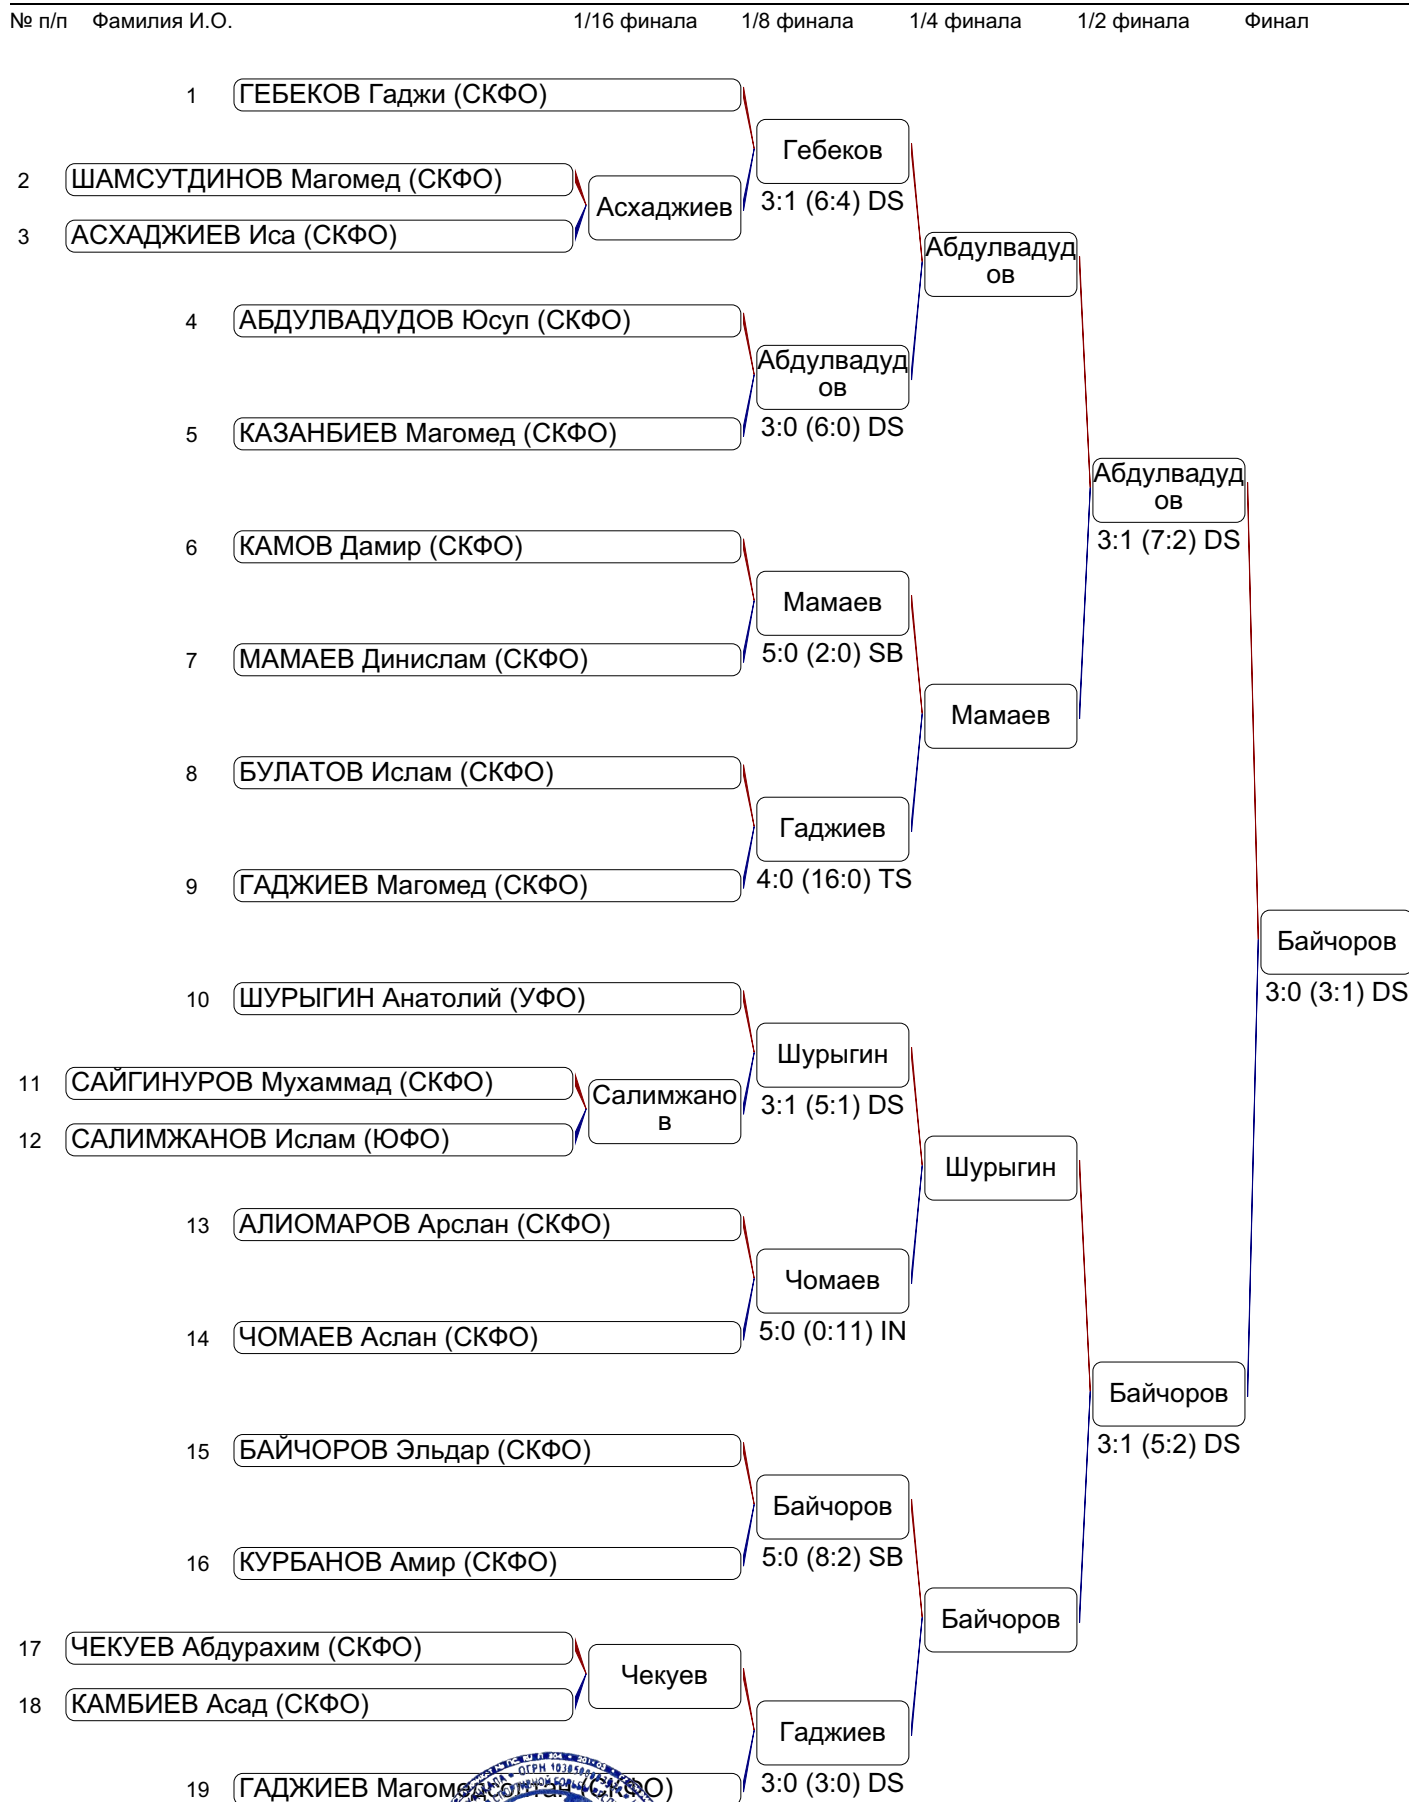 № п/п Фамилия И.О. 1/16 финала 1/8 финала 1/4 финала 1/2 финала Финал
1 ГЕБЕКОВ Гаджи (СКФО)
Гебеков
3:1 (6:4) DS
2 ШАМСУТДИНОВ Магомед (СКФО)
Асхаджиев
3 АСХАДЖИЕВ Иса (СКФО)
Абдулвадуд
ов
4 АБДУЛВАДУДОВ Юсуп (СКФО)
Абдулвадуд
ов
3:0 (6:0) DS
5 КАЗАНБИЕВ Магомед (СКФО)
Абдулвадуд
ов
3:1 (7:2) DS
6 КАМОВ Дамир (СКФО)
Мамаев
5:0 (2:0) SB
7 МАМАЕВ Динислам (СКФО)
Мамаев
8 БУЛАТОВ Ислам (СКФО)
Гаджиев
4:0 (16:0) TS
9 ГАДЖИЕВ Магомед (СКФО)
Байчоров
3:0 (3:1) DS
10 ШУРЫГИН Анатолий (УФО)
Шурыгин
3:1 (5:1) DS
11 САЙГИНУРОВ Мухаммад (СКФО)
Салимжано
в
12 САЛИМЖАНОВ Ислам (ЮФО)
Шурыгин
13 АЛИОМАРОВ Арслан (СКФО)
Чомаев
5:0 (0:11) IN
14 ЧОМАЕВ Аслан (СКФО)
Байчоров
3:1 (5:2) DS
15 БАЙЧОРОВ Эльдар (СКФО)
Байчоров
5:0 (8:2) SB
16 КУРБАНОВ Амир (СКФО)
Байчоров
17 ЧЕКУЕВ Абдурахим (СКФО)
Чекуев
18 КАМБИЕВ Асад (СКФО)
Гаджиев
3:0 (3:0) DS
19 ГАДЖИЕВ Магомедсолтан (СКФО)